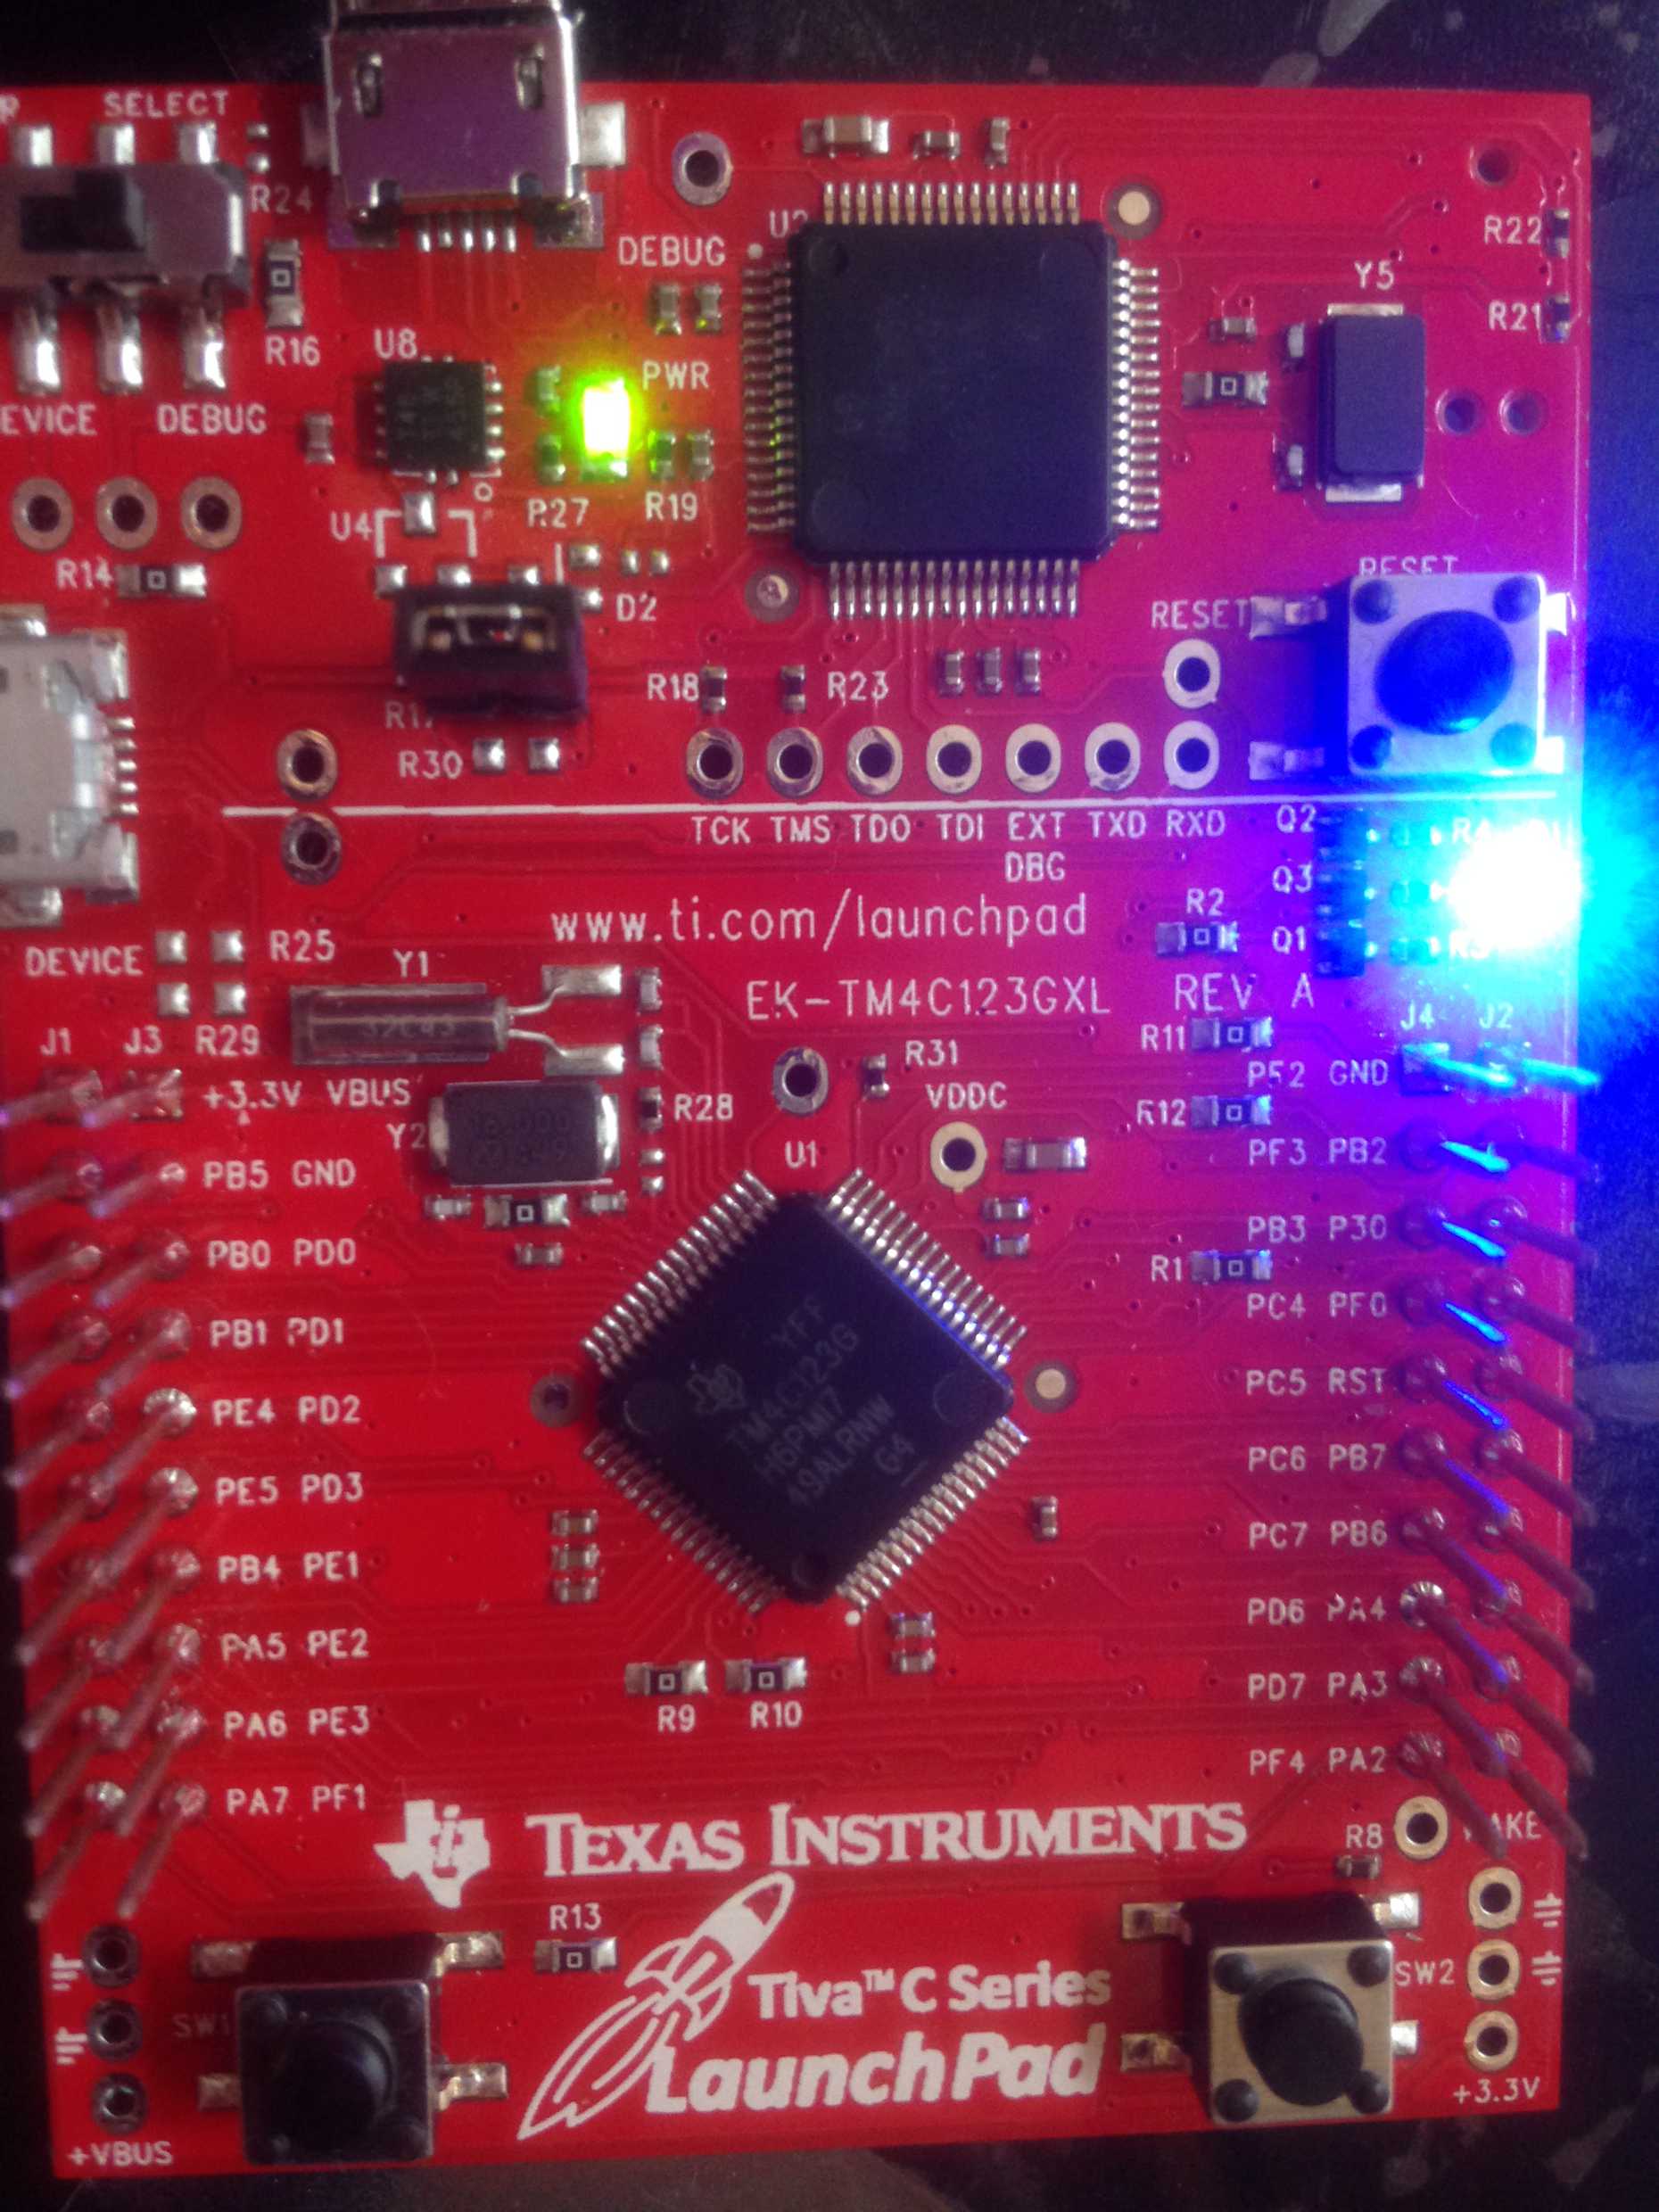 SELECT
R24
DEBUG
R22
Y5
R21
R16
U8
PWR
DEBUG
R27
R19
U4
R14
D2
RESET
RESET
R18
R23
R30
TCK TMS TDO TDI EXT TXD RXD
DBG
Q2
Q3
Q1
R2
www.ti.com/launchpad
DEVICE
R25
Y1
EK-TM4C123GXL REV A
J1 J3 R29
J4 J2
R11
R31
+3.3V VBUS
GND
VDDC
R28
R12
Y2
U1
PB5 GND
PF3 PB2
PB0 PD0
PB3
R1
PB1 PD1
PC4 PF0
YFF
TM4C123G
H6PMI7
49ALRNW
G4
PE4 PD2
PC5 RST
PE5 PD3
PC6 PB7
PB4 PE1
PC7 PB6
PA5 PE2
PD6 PA4
R9 R10
PD7 PA3
PA6 PE3
PF4 PA2
PA7 PF1
TEXAS INSTRUMENTS
R8
R13
SW1
SW2
Tiva™ C Series
LaunchPad
+3.3V
+VBUS